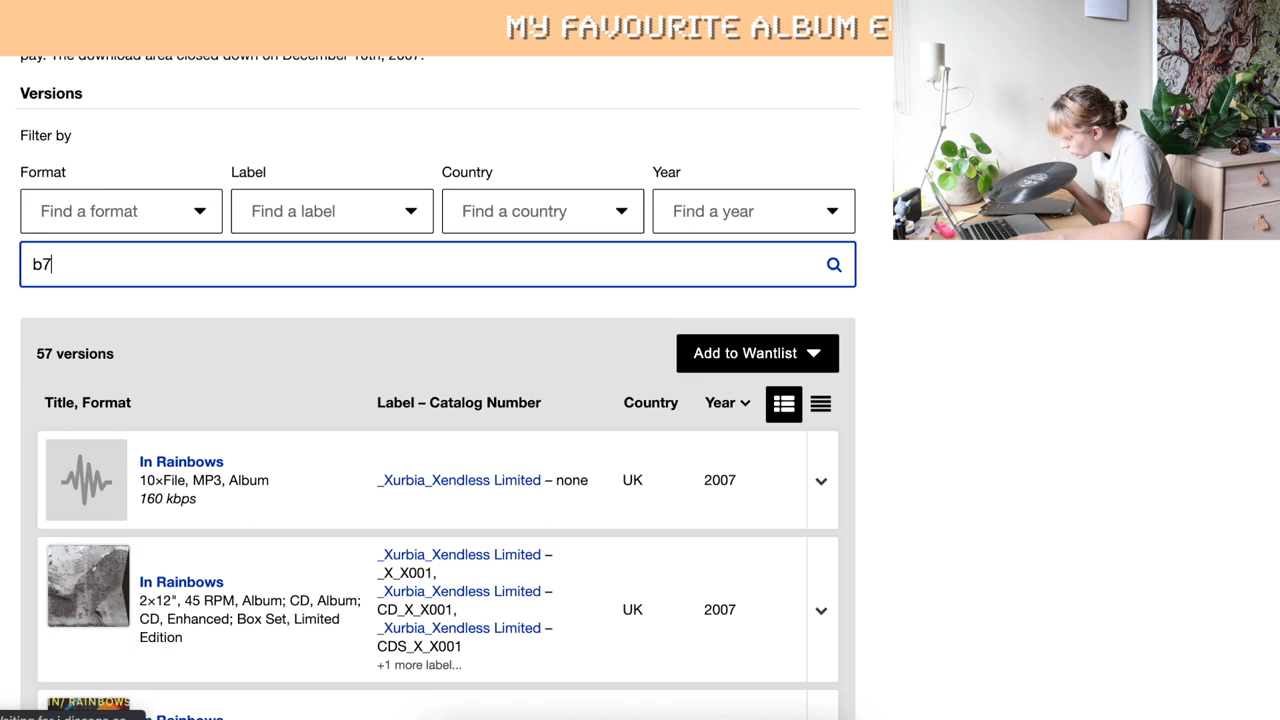 MY FAVOURITE ALBUM
pay. The download area closed down on December 10th, 2007.
Versions
Filter by
Format Label Country Year
Find a format Find a label Find a country Find a year
b7
57 versions Add to Wantlist
Title, Format Label – Catalog Number Country Year
In Rainbows
10×File, MP3, Album
160 kbps
_Xurbia_Xendless Limited – none UK 2007
In Rainbows
2×12", 45 RPM, Album; CD, Album;
CD, Enhanced; Box Set, Limited
Edition
_Xurbia_Xendless Limited –
_X_X001,
_Xurbia_Xendless Limited –
CD_X_X001,
_Xurbia_Xendless Limited –
CDS_X_X001
+1 more label...
UK 2007
IN/ RAINBOWS
In Rainbows